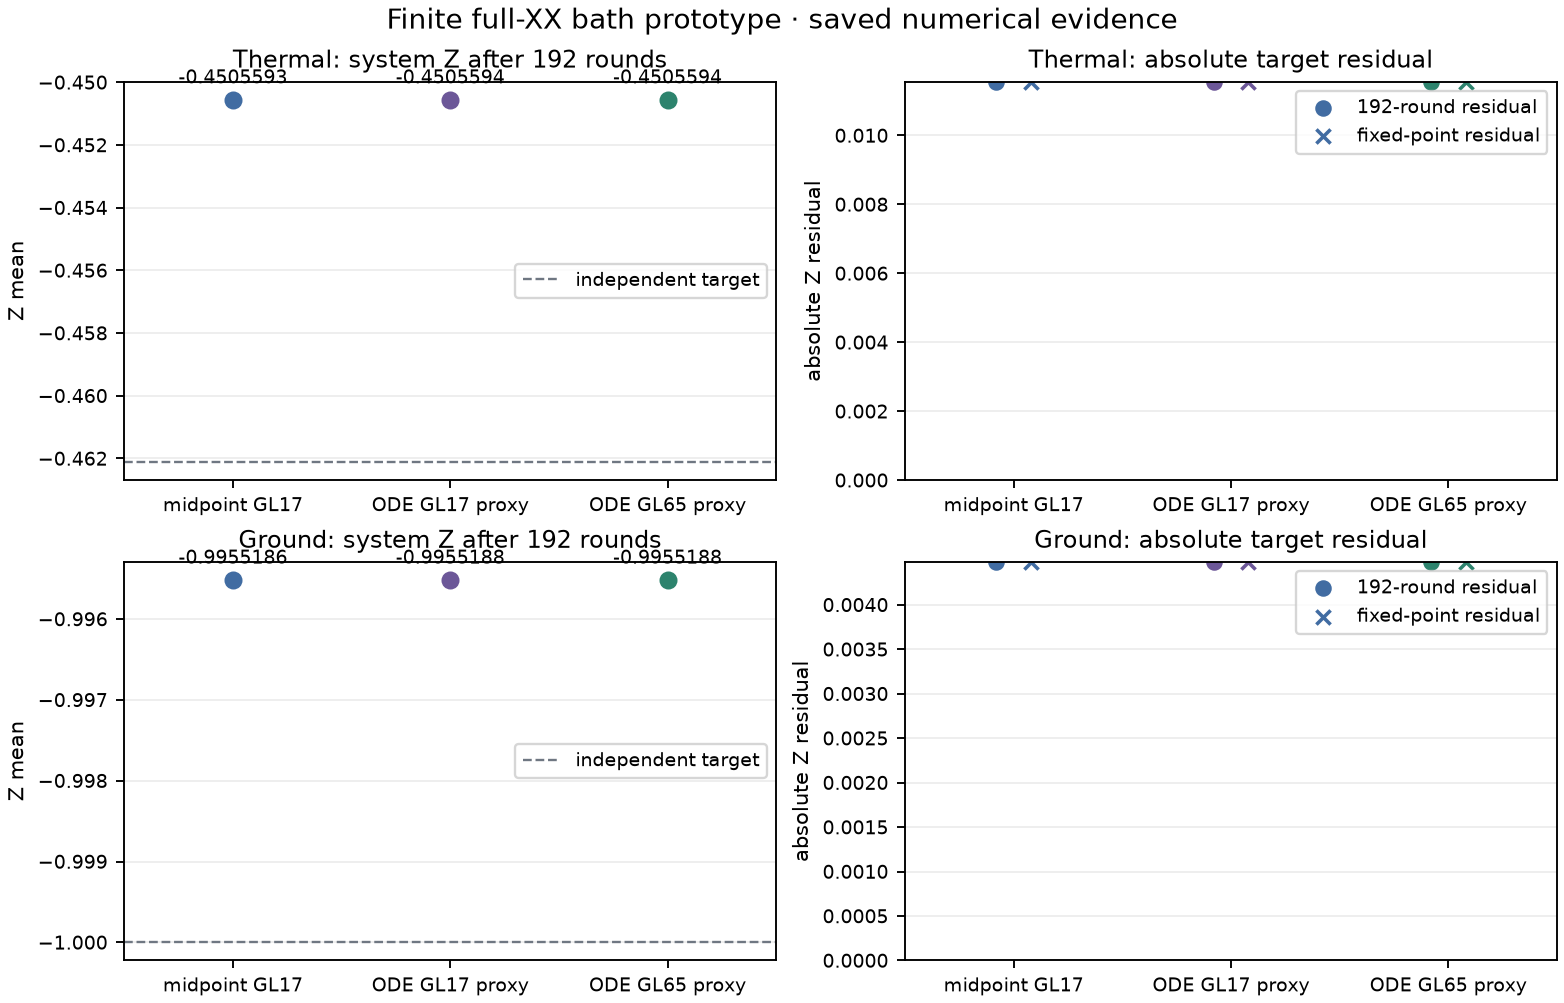 Finite full-XX bath prototype · saved numerical evidence
Thermal: system Z after 192 rounds
-0.4505593
-0.4505594
-0.4505594
−0.450
−0.452
−0.454
−0.456
−0.458
−0.460
−0.462
Z mean
independent target
midpoint GL17
ODE GL17 proxy
ODE GL65 proxy
Thermal: absolute target residual
0.010
0.008
0.006
0.004
0.002
0.000
absolute Z residual
192-round residual
fixed-point residual
midpoint GL17
ODE GL17 proxy
ODE GL65 proxy
Ground: system Z after 192 rounds
-0.9955186
-0.9955188
-0.9955188
−0.996
−0.997
−0.998
−0.999
−1.000
Z mean
independent target
midpoint GL17
ODE GL17 proxy
ODE GL65 proxy
Ground: absolute target residual
0.0040
0.0035
0.0030
0.0025
0.0020
0.0015
0.0010
0.0005
0.0000
absolute Z residual
192-round residual
fixed-point residual
midpoint GL17
ODE GL17 proxy
ODE GL65 proxy